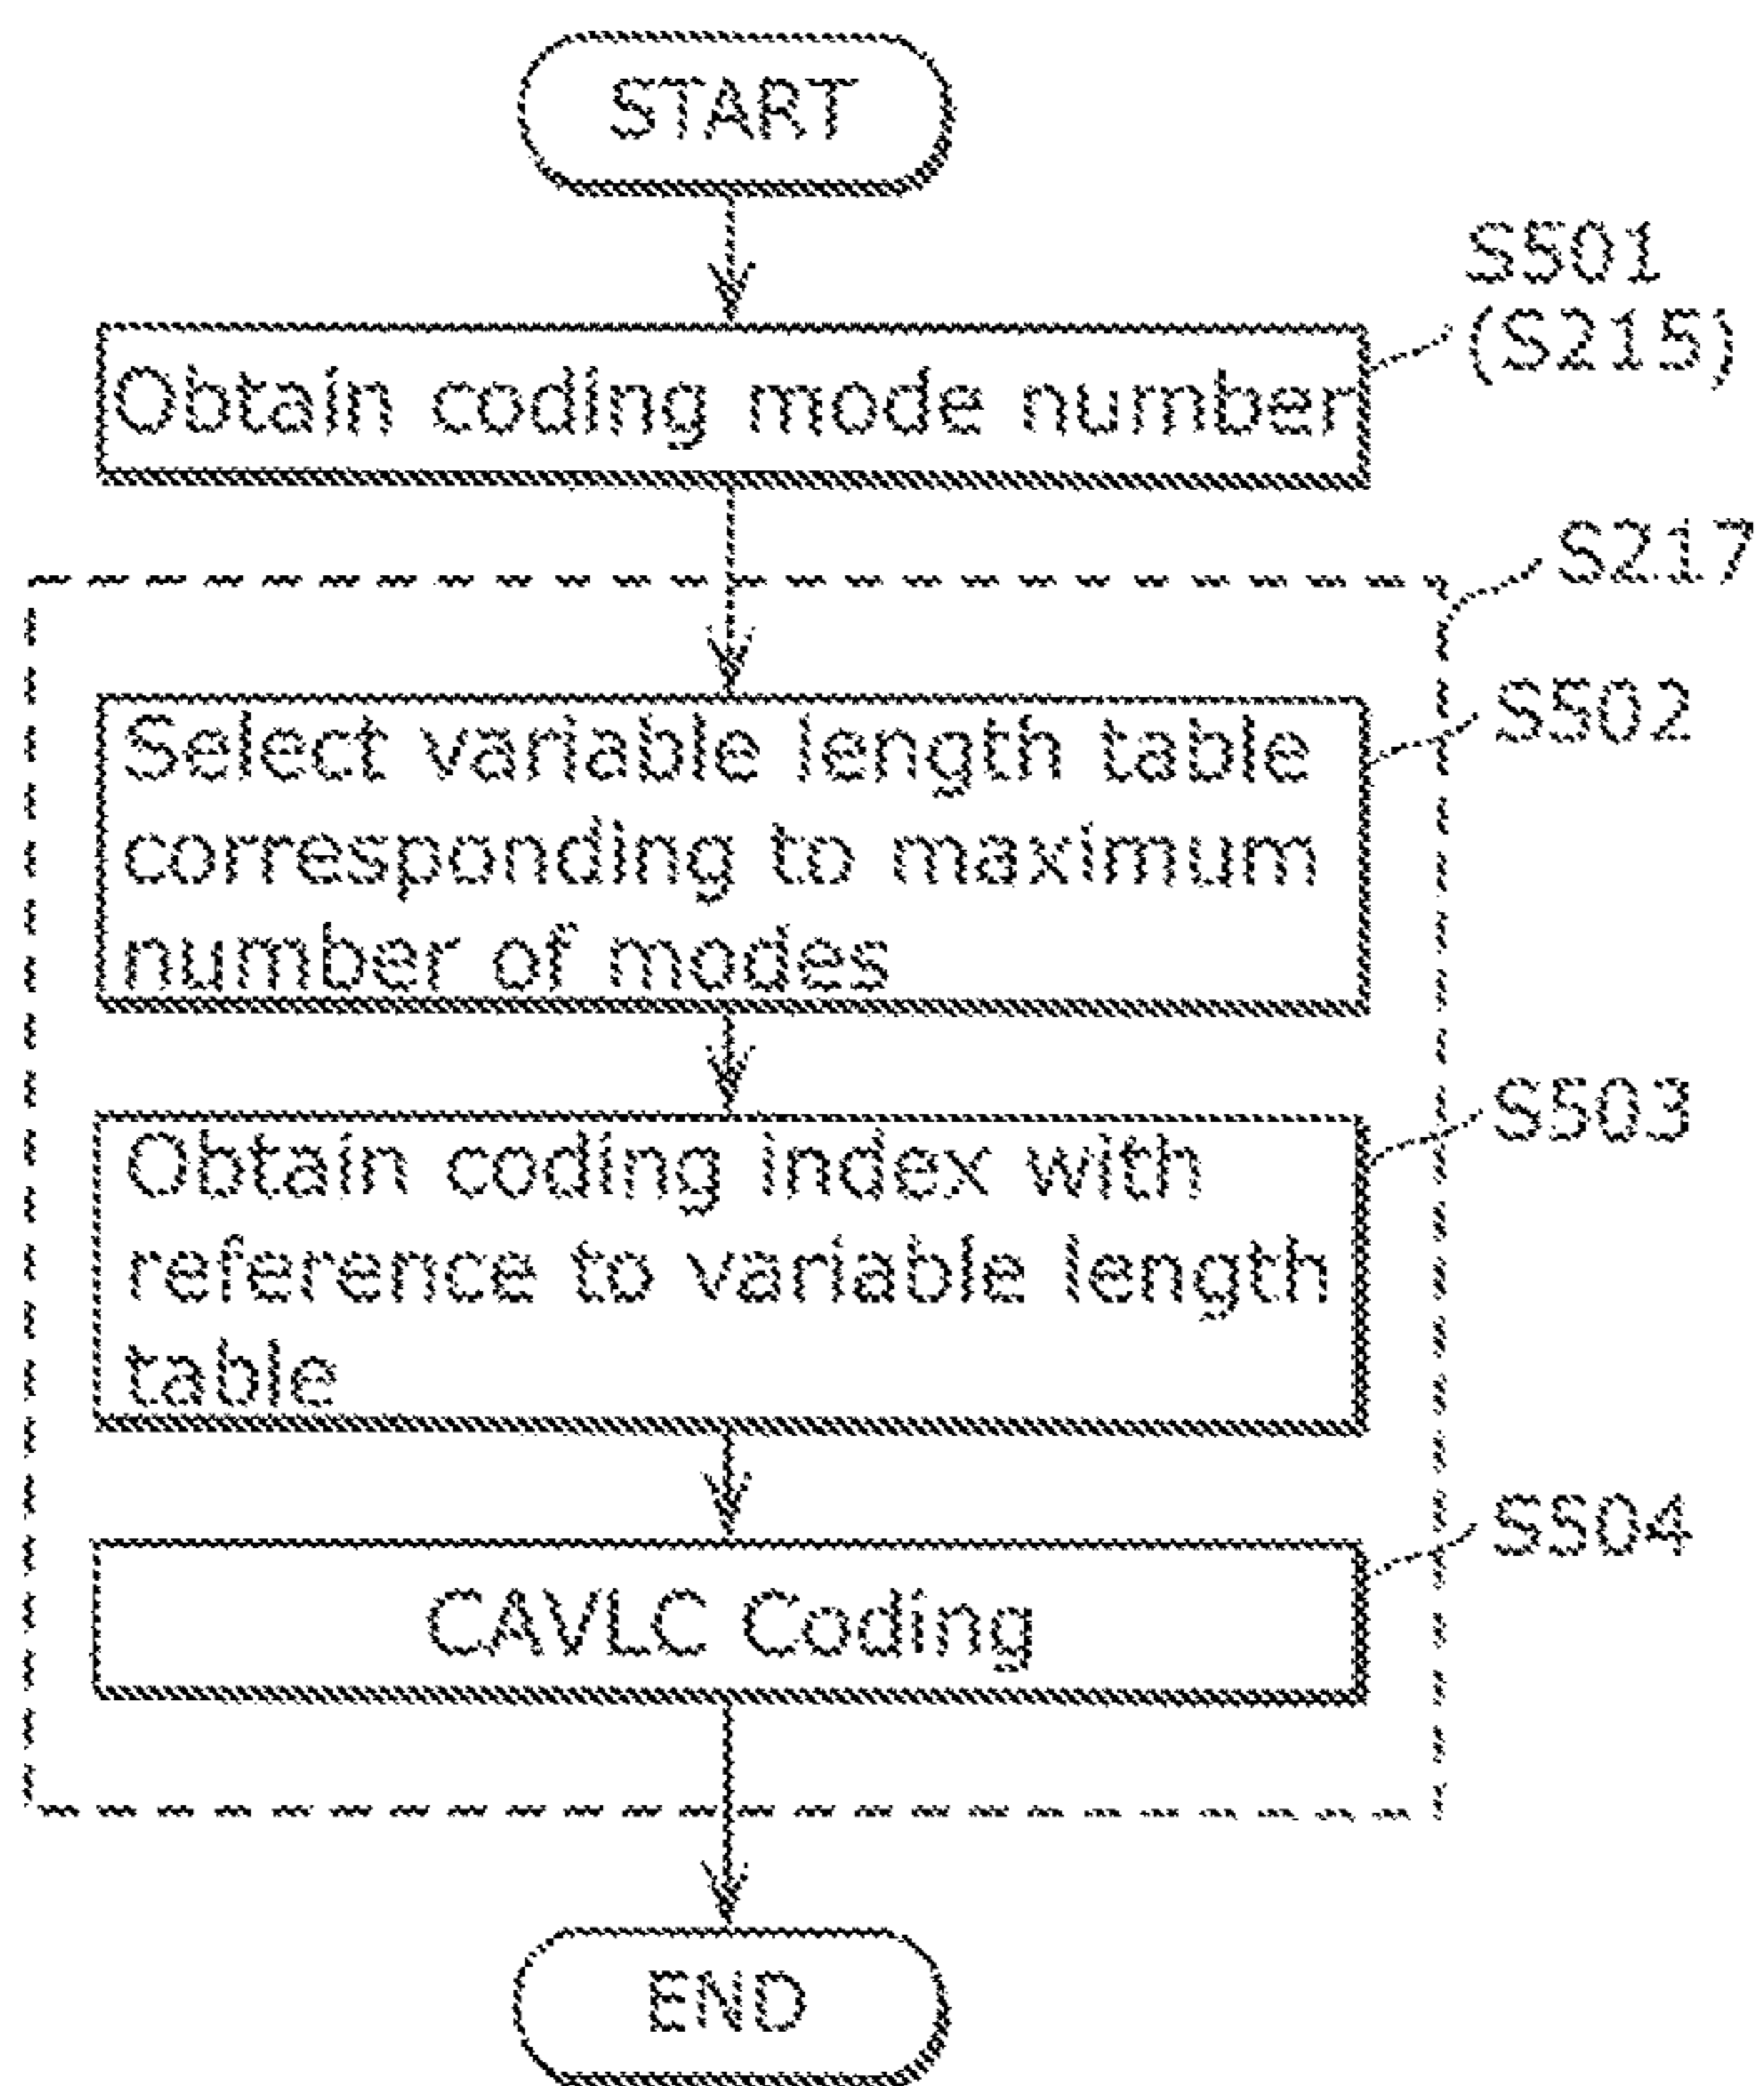 START
S501
(S215)
Obtain coding mode number
S217
S502
Select variable length table
corresponding to maximum
number of modes
S503
Obtain coding index with
reference to variable length
table
S504
CAVLC Coding
END